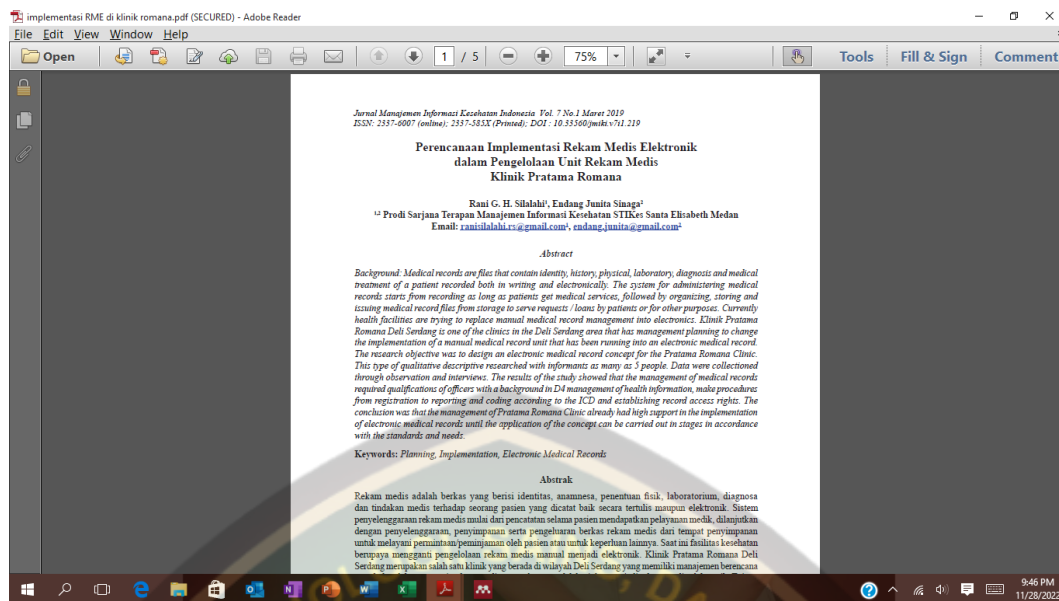 implementasi RME di klinik romana.pdf (SECURED) - Adobe Reader
File Edit View Window Help
Open 1 / 5 75% Tools Fill & Sign Comment
Jurnal Manajemen Informasi Kesehatan Indonesia Vol. 7 No.1 Maret 2019
ISSN: 2337-6007 (online); 2337-585X (Printed); DOI : 10.33560/jmiki.v7i1.219
Perencanaan Implementasi Rekam Medis Elektronik
dalam Pengelolaan Unit Rekam Medis
Klinik Pratama Romana
Rani G. H. Silalahi¹, Endang Junita Sinaga²
¹,² Prodi Sarjana Terapan Manajemen Informasi Kesehatan STIKes Santa Elisabeth Medan
Email: ranisilalahi.rs@gmail.com¹, endang.junita@gmail.com²
Abstract
Background: Medical records are files that contain identity, history, physical, laboratory, diagnosis and medical
treatment of a patient recorded both in writing and electronically. The system for administering medical
records starts from recording as long as patients get medical services, followed by organizing, storing and
issuing medical record files from storage to serve requests / loans by patients or for other purposes. Currently
health facilities are trying to replace manual medical record management into electronics. Klinik Pratama
Romana Deli Serdang is one of the clinics in the Deli Serdang area that has management planning to change
the implementation of a manual medical record unit that has been running into an electronic medical record.
The research objective was to design an electronic medical record concept for the Pratama Romana Clinic.
This type of qualitative descriptive researched with informants as many as 5 people. Data were collectioned
through observation and interviews. The results of the study showed that the management of medical records
required qualifications of officers with a background in D4 management of health information, make procedures
from registration to reporting and coding according to the ICD and establishing record access rights. The
conclusion was that the management of Pratama Romana Clinic already had high support in the implementation
of electronic medical records until the application of the concept can be carried out in stages in accordance
with the standards and needs.
Keywords: Planning, Implementation, Electronic Medical Records
Abstrak
Rekam medis adalah berkas yang berisi identitas, anamnesa, penentuan fisik, laboratorium, diagnosa
dan tindakan medis terhadap seorang pasien yang dicatat baik secara tertulis maupun elektronik. Sistem
penyelenggaraan rekam medis mulai dari pencatatan selama pasien mendapatkan pelayanan medik, dilanjutkan
dengan penyelenggaraan, penyimpanan serta pengeluaran berkas rekam medis dari tempat penyimpanan
untuk melayani permintaan/peminjaman oleh pasien atau untuk keperluan lainnya. Saat ini fasilitas kesehatan
berupaya mengganti pengelolaan rekam medis manual menjadi elektronik. Klinik Pratama Romana Deli
Serdang merupakan salah satu klinik yang berada di wilayah Deli Serdang yang memiliki manajemen berencana
9:46 PM
11/28/2022